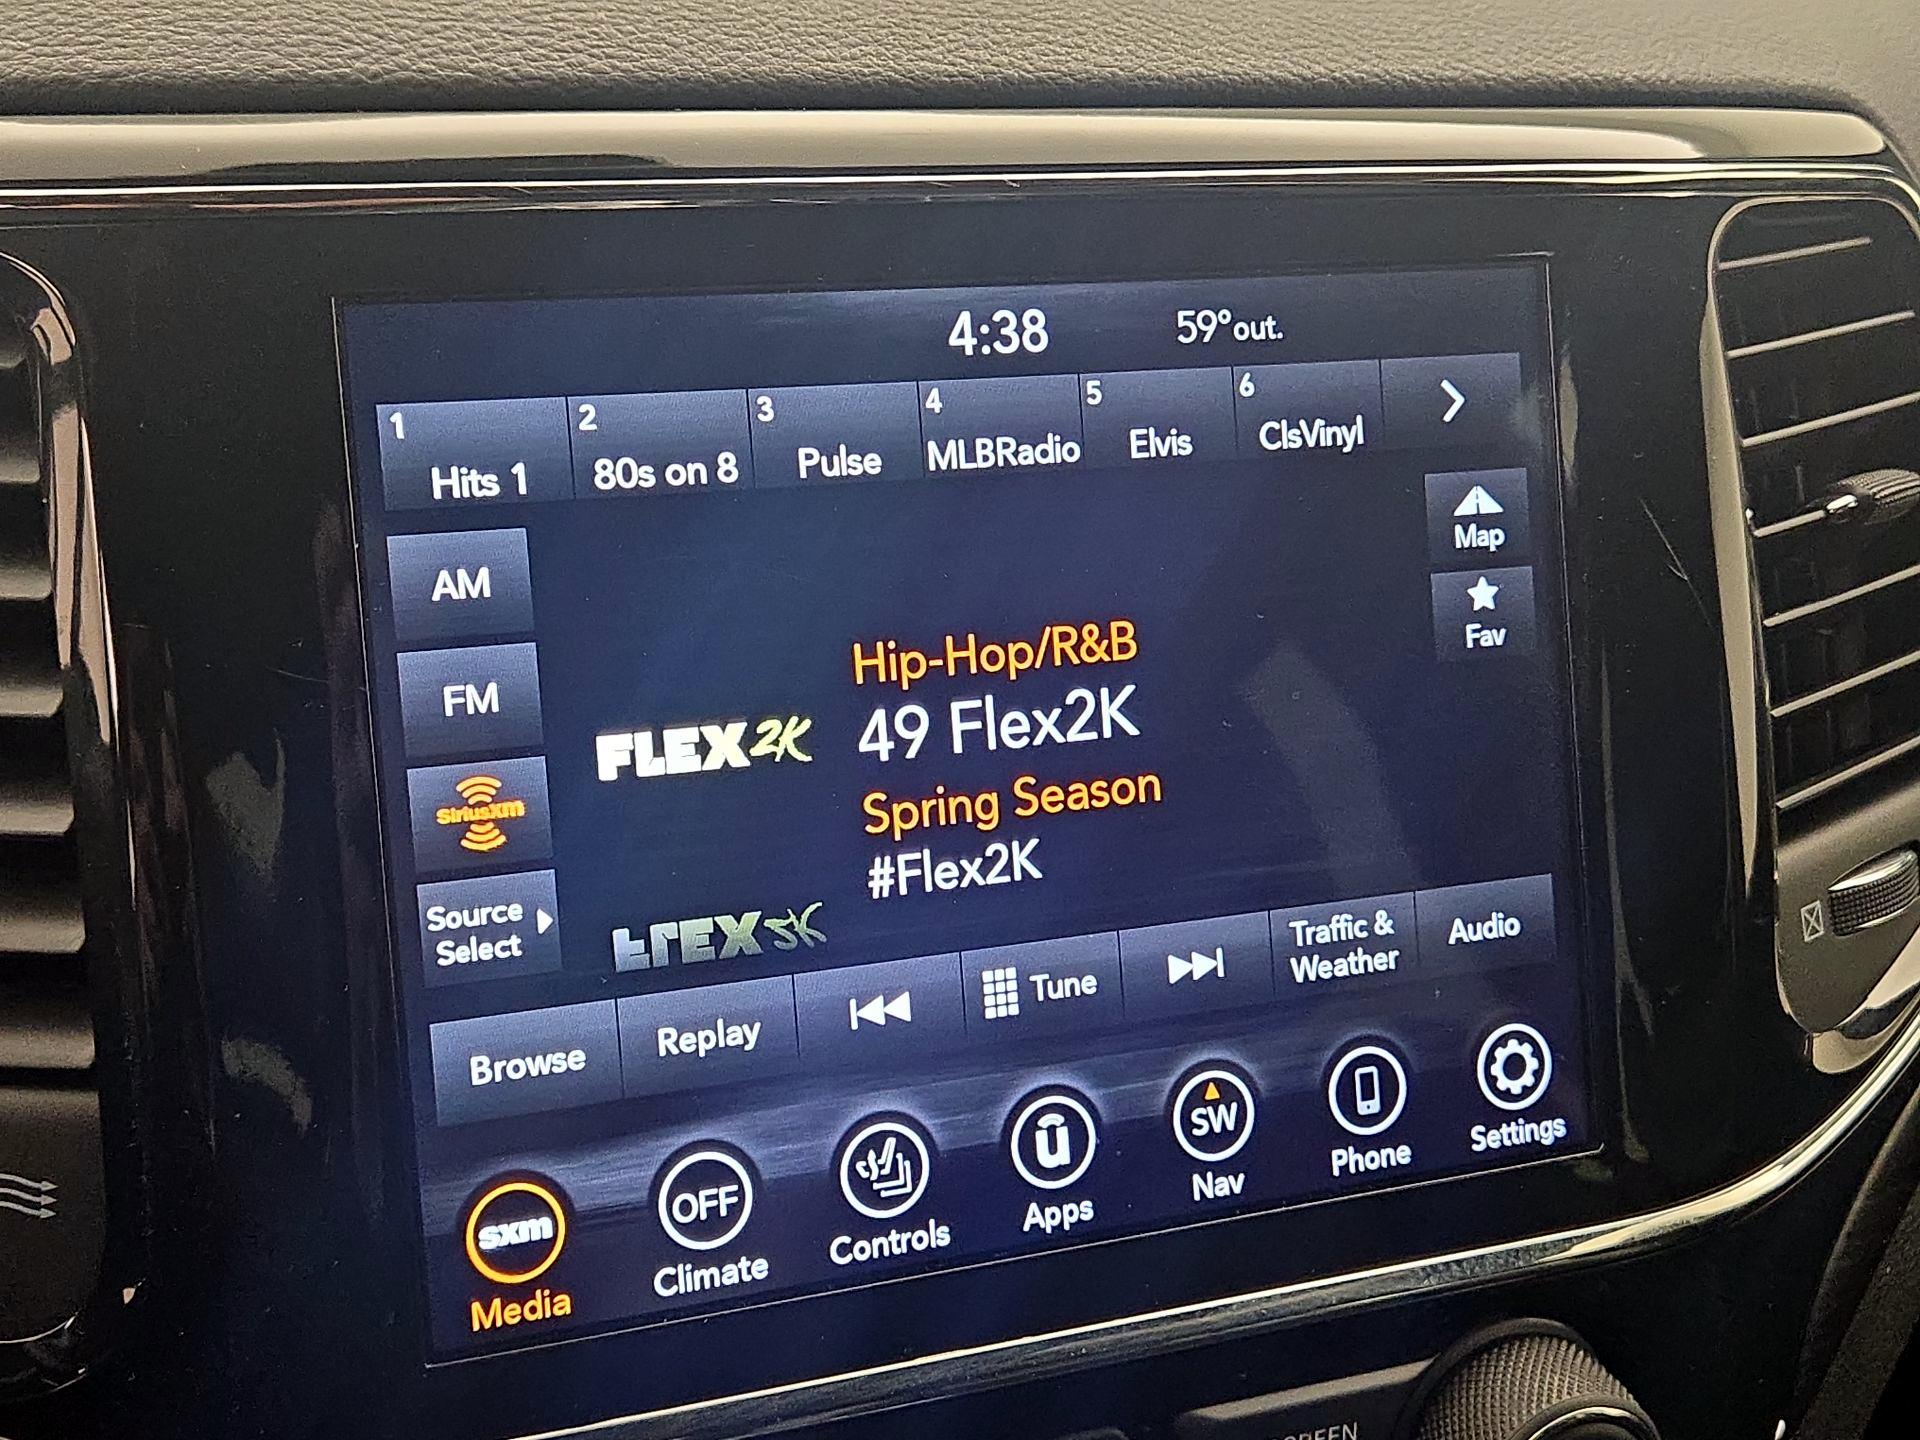 4:38
59°out.
1
Hits 1
2
80s on 8
3
Pulse
4
MLBRadio
5
Elvis
6
ClsVinyl
Map
Fav
AM
FM
SiriusXm
Source
Select
FLEX2K
Hip-Hop/R&B
49 Flex2K
Spring Season
#Flex2K
Browse
Replay
Tune
Traffic &
Weather
Audio
sxm
Media
OFF
Climate
Controls
u
Apps
SW
Nav
Phone
Settings